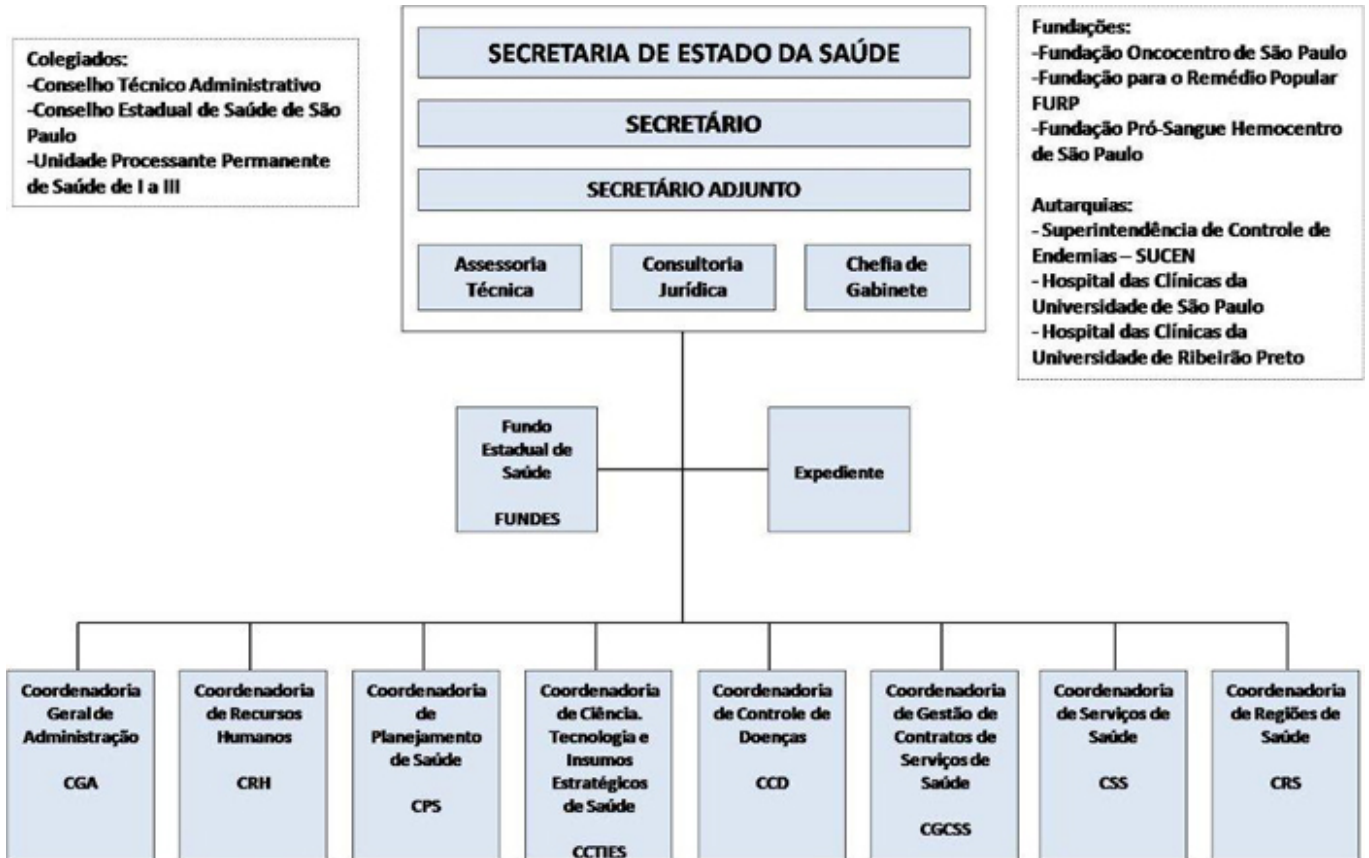 Colegiados:
-Conselho Técnico Administrativo
-Conselho Estadual de Saúde de São
Paulo
-Unidade Processante Permanente
de Saúde de I a III
SECRETARIA DE ESTADO DA SAÚDE
SECRETÁRIO
SECRETÁRIO ADJUNTO
Assessoria
Técnica
Consultoria
Jurídica
Chefia de
Gabinete
Fundações:
-Fundação Oncocentro de São Paulo
-Fundação para o Remédio Popular
FURP
-Fundação Pró-Sangue Hemocentro
de São Paulo
Autarquias:
- Superintendência de Controle de
Endemias – SUCEN
- Hospital das Clínicas da
Universidade de São Paulo
- Hospital das Clínicas da
Universidade de Ribeirão Preto
Fundo
Estadual de
Saúde
FUNDES
Expediente
Coordenadoria
Geral de
Administração
CGA
Coordenadoria
de Recursos
Humanos
CRH
Coordenadoria
de
Planejamento
de Saúde
CPS
Coordenadoria
de Ciência.
Tecnologia e
Insumos
Estratégicos
de Saúde
CCTIES
Coordenadoria
de Controle de
Doenças
CCD
Coordenadoria
de Gestão de
Contratos de
Serviços de
Saúde
CGCSS
Coordenadoria
de Serviços de
Saúde
CSS
Coordenadoria
de Regiões de
Saúde
CRS